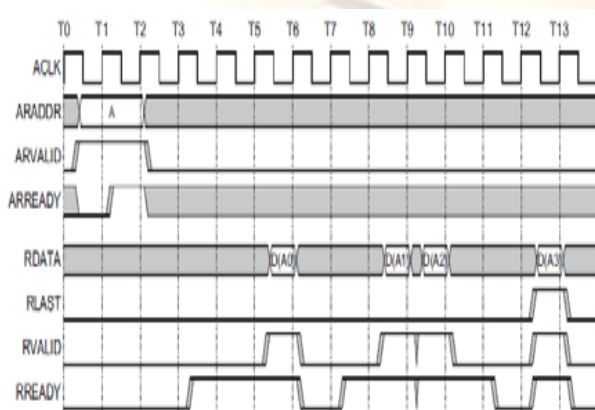 T0 T1 T2 T3 T4 T5 T6 T7 T8 T9 T10 T11 T12 T13
ACLK
ARADDR A
ARVALID
ARREADY
RDATA D(A0) D(A1) D(A2) D(A3)
RLAST
RVALID
RREADY